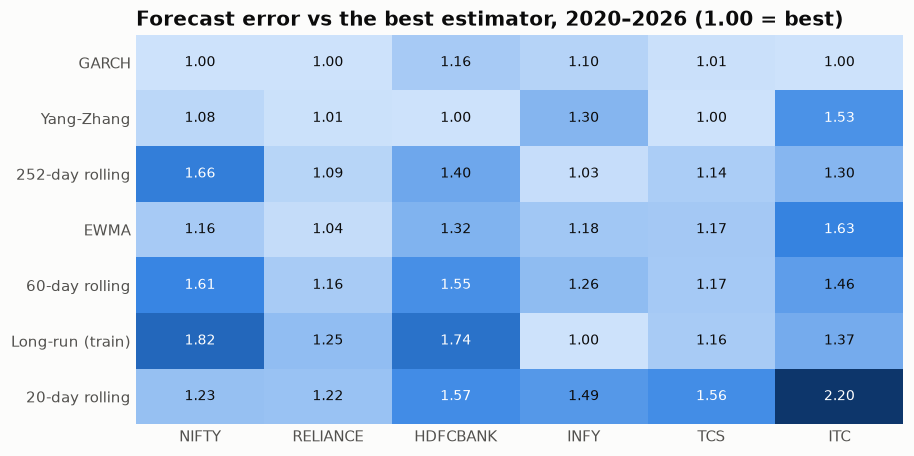 Forecast error vs the best estimator, 2020–2026 (1.00 = best)
GARCH 1.00 1.00 1.16 1.10 1.01 1.00
Yang-Zhang 1.08 1.01 1.00 1.30 1.00 1.53
252-day rolling 1.66 1.09 1.40 1.03 1.14 1.30
EWMA 1.16 1.04 1.32 1.18 1.17 1.63
60-day rolling 1.61 1.16 1.55 1.26 1.17 1.46
Long-run (train) 1.82 1.25 1.74 1.00 1.16 1.37
20-day rolling 1.23 1.22 1.57 1.49 1.56 2.20
NIFTY RELIANCE HDFCBANK INFY TCS ITC